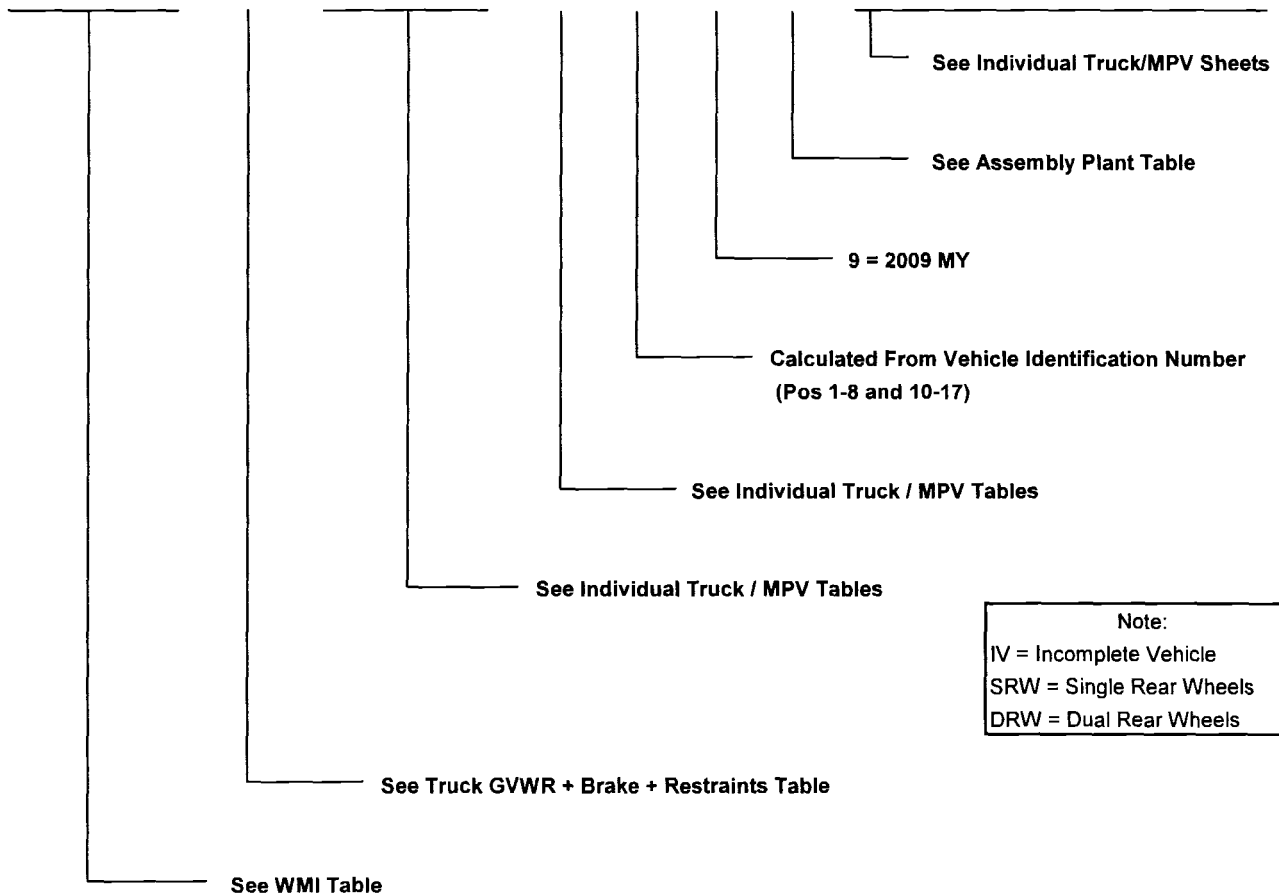 See Individual Truck/MPV Sheets
See Assembly Plant Table
9 = 2009 MY
Calculated From Vehicle Identification Number
(Pos 1-8 and 10-17)
See Individual Truck / MPV Tables
See Individual Truck / MPV Tables
Note:
IV = Incomplete Vehicle
SRW = Single Rear Wheels
DRW = Dual Rear Wheels
See Truck GVWR + Brake + Restraints Table
See WMI Table